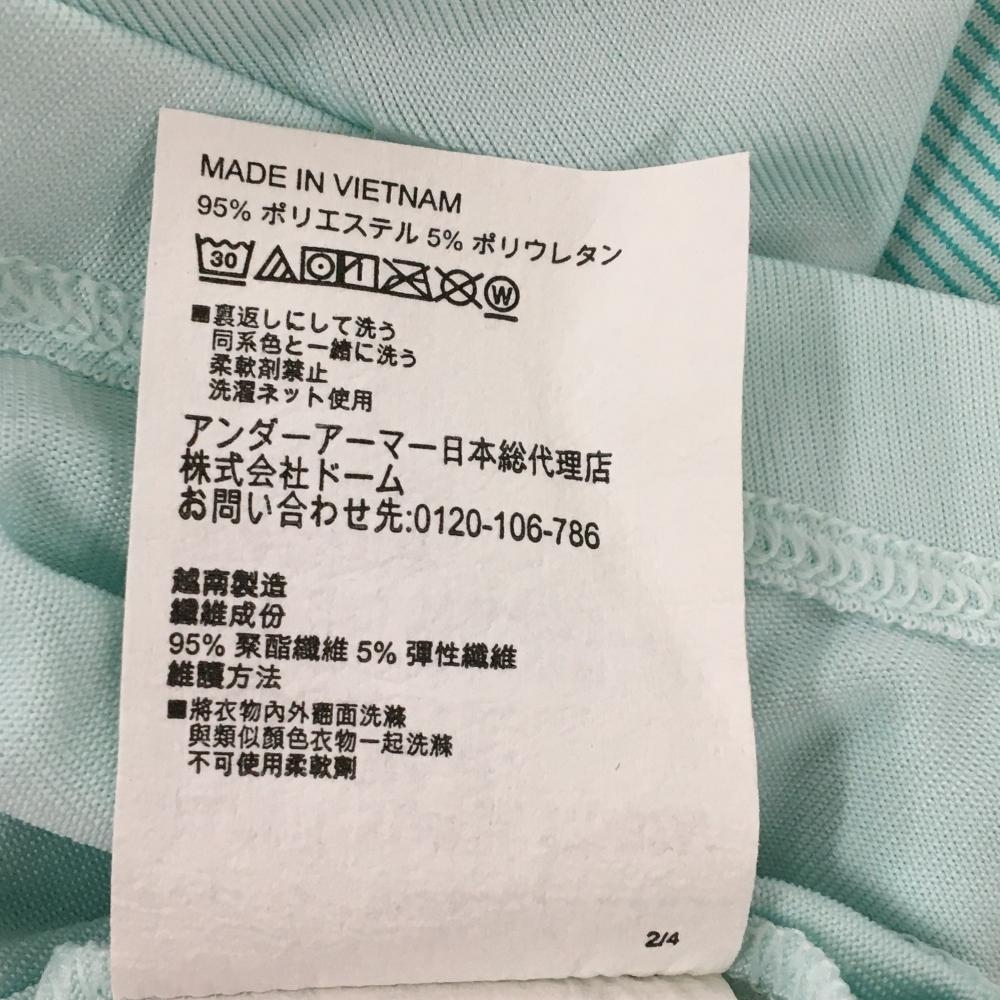 MADE IN VIETNAM
95% ポリエステル 5% ポリウレタン
30 W
■裏返しにして洗う
同系色と一緒に洗う
柔軟剤禁止
洗濯ネット使用
アンダーアーマー日本総代理店
株式会社ドーム
お問い合わせ先:0120-106-786
越南製造
纖維成份
95% 聚酯纖維 5% 彈性纖維
維護方法
■將衣物內外翻面洗滌
與類似顏色衣物一起洗滌
不可使用柔軟劑
2/4